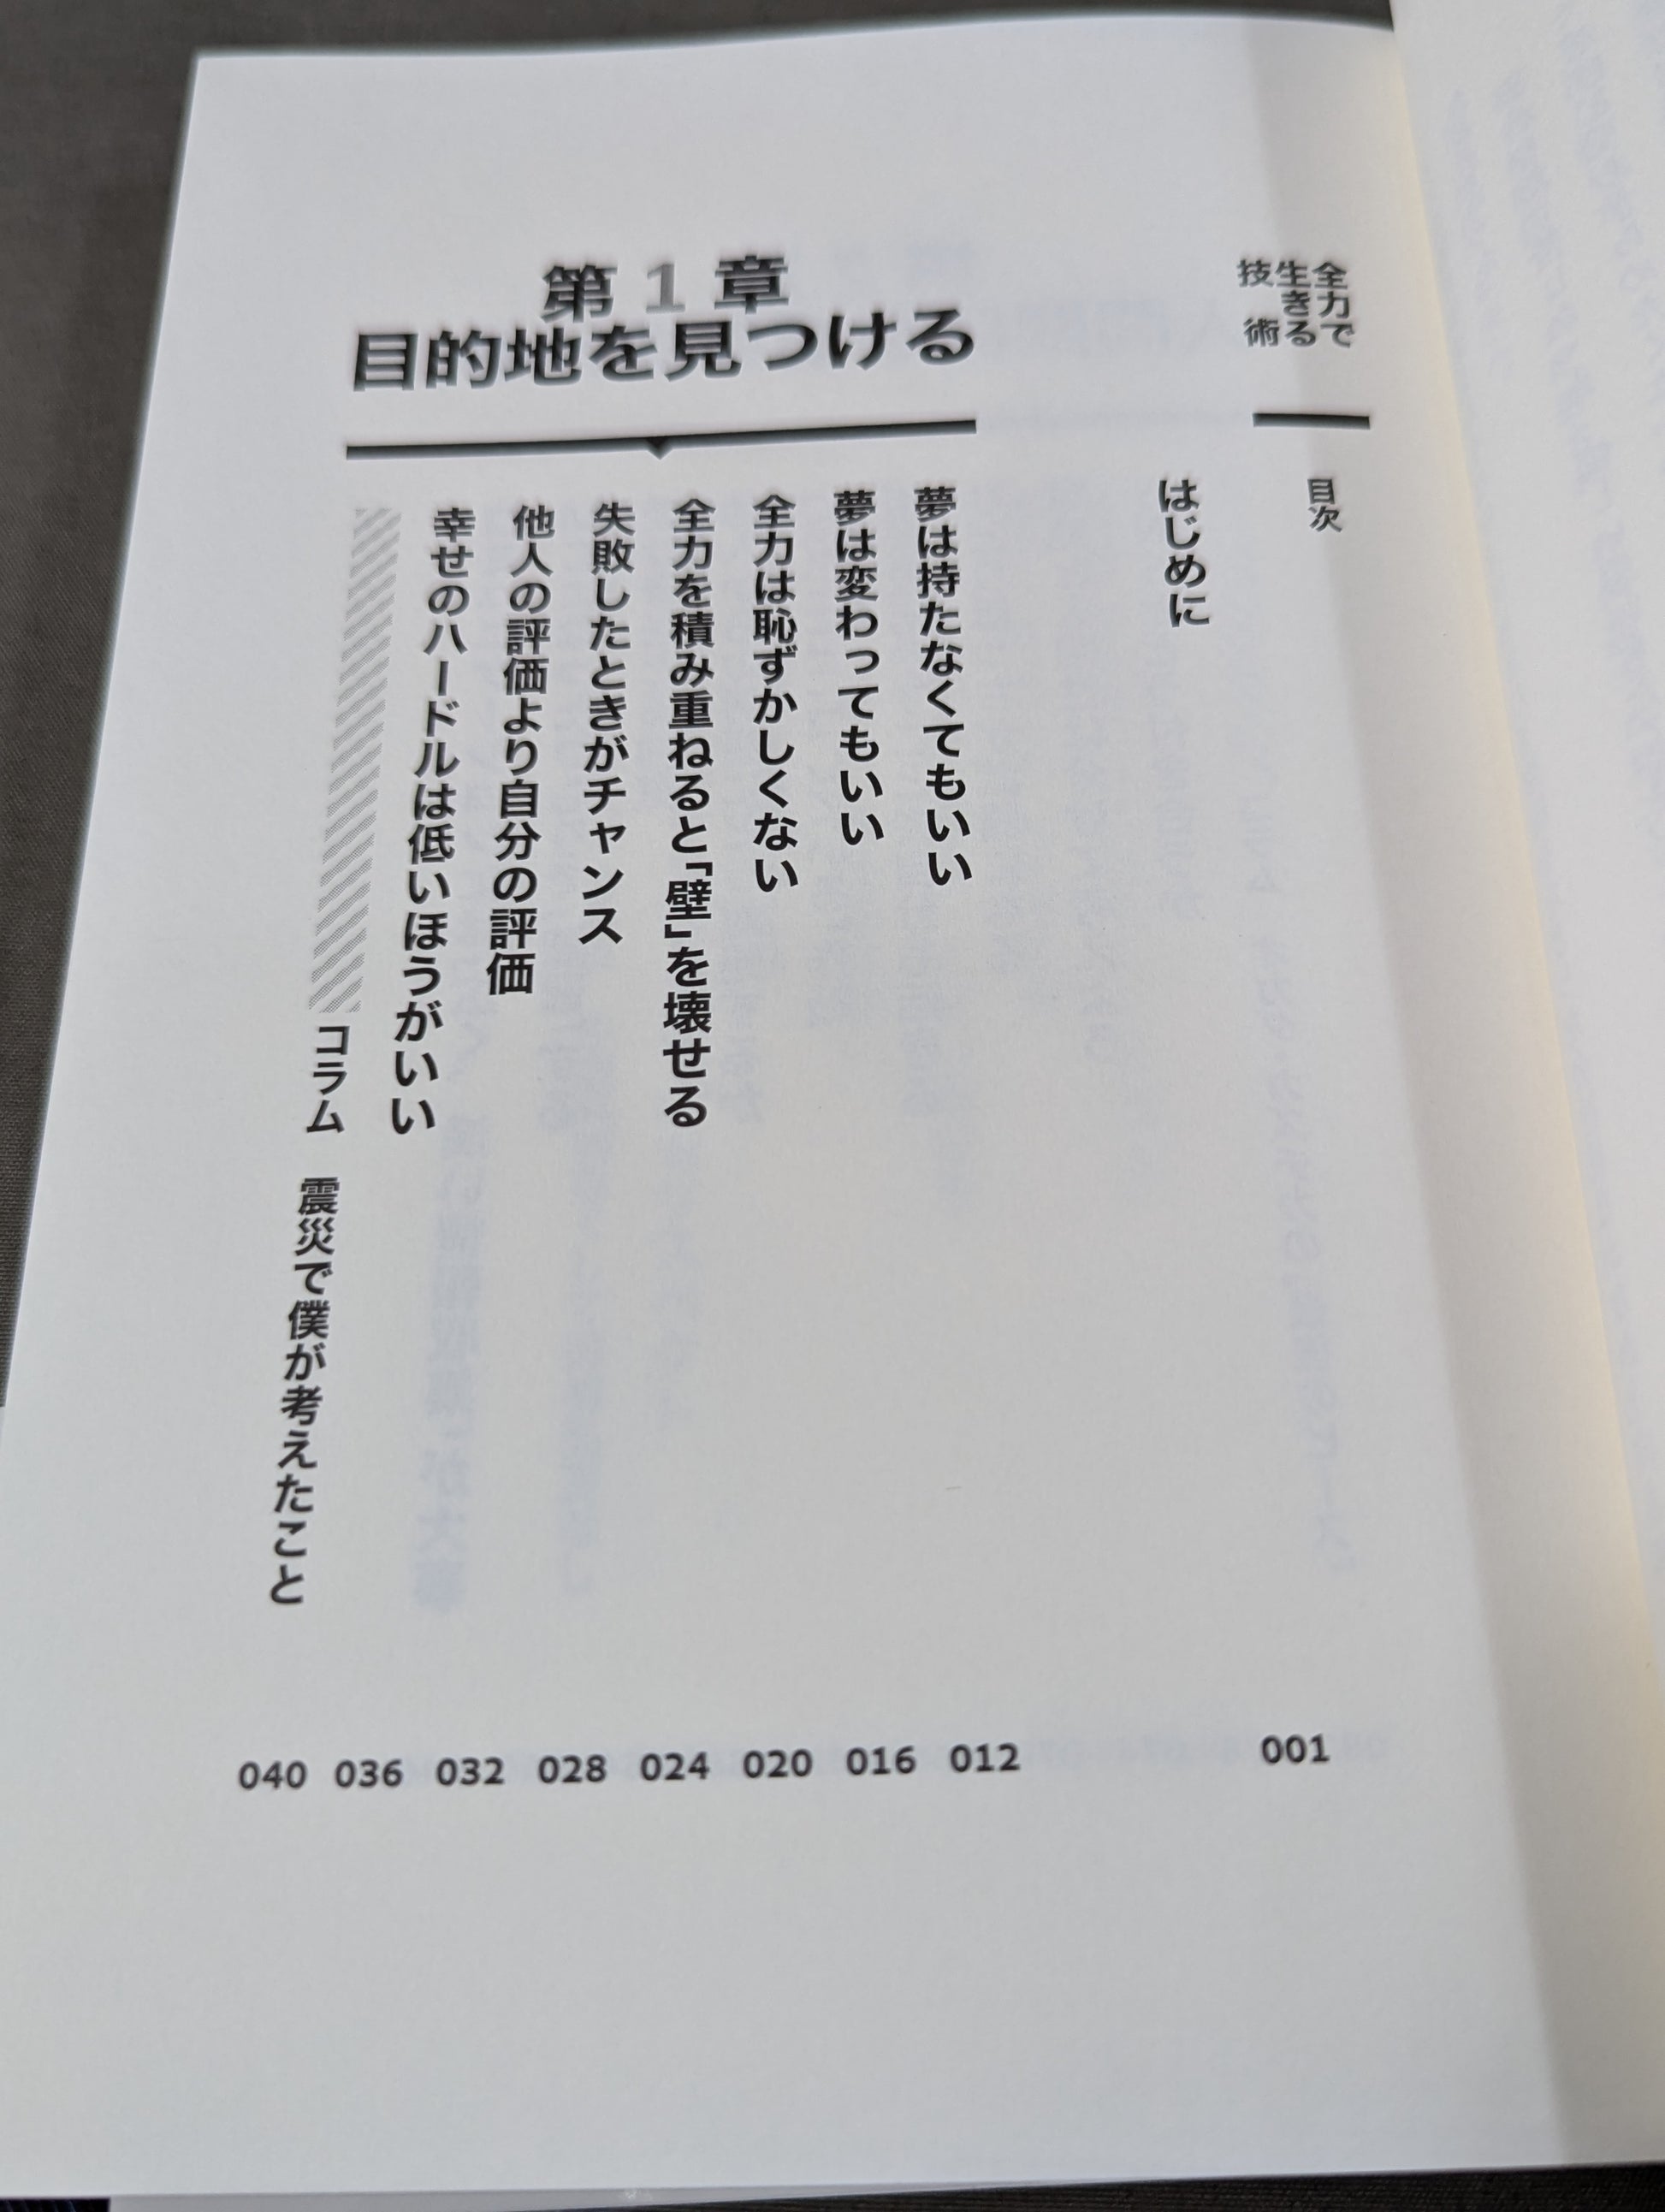 全力で
生きる
技術
目次
はじめに
001
第1章
目的地を見つける
夢は持たなくてもいい
012
夢は変わってもいい
016
全力は恥ずかしくない
020
全力を積み重ねると「壁」を壊せる
024
失敗したときがチャンス
028
他人の評価より自分の評価
032
幸せのハードルは低いほうがいい
036
コラム 震災で僕が考えたこと
040